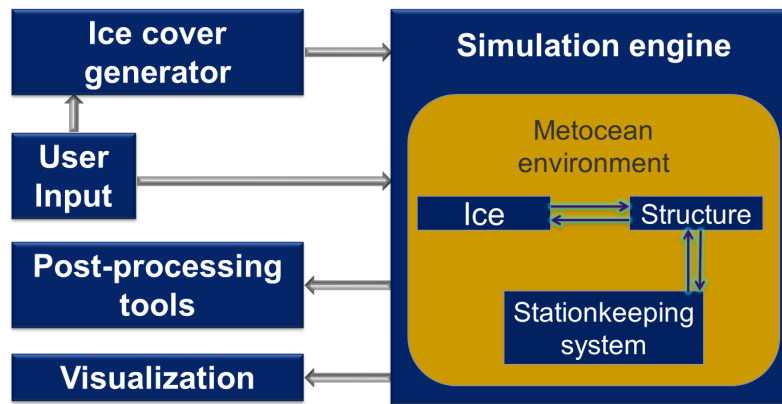 Ice cover
generator
User
Input
Post-processing
tools
Visualization
Simulation engine
Metocean
environment
Ice
Structure
Stationkeeping
system